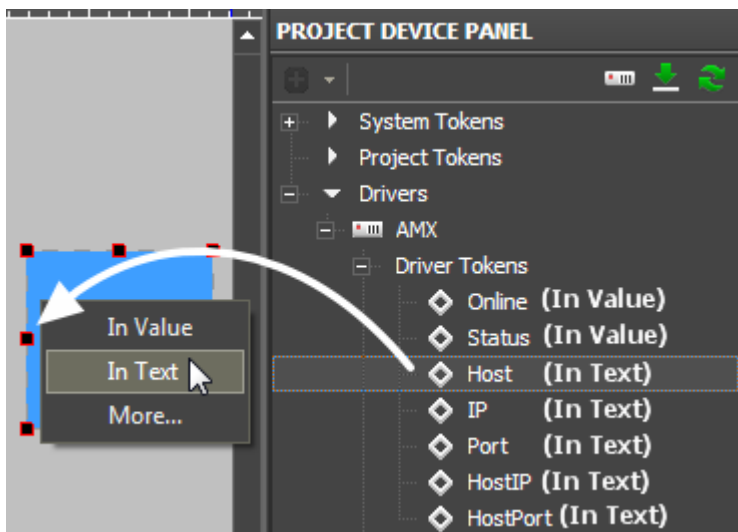 PROJECT DEVICE PANEL
System Tokens
Project Tokens
Drivers
AMX
Driver Tokens
Online (In Value)
Status (In Value)
Host (In Text)
IP (In Text)
Port (In Text)
HostIP (In Text)
HostPort (In Text)
In Value
In Text
More...